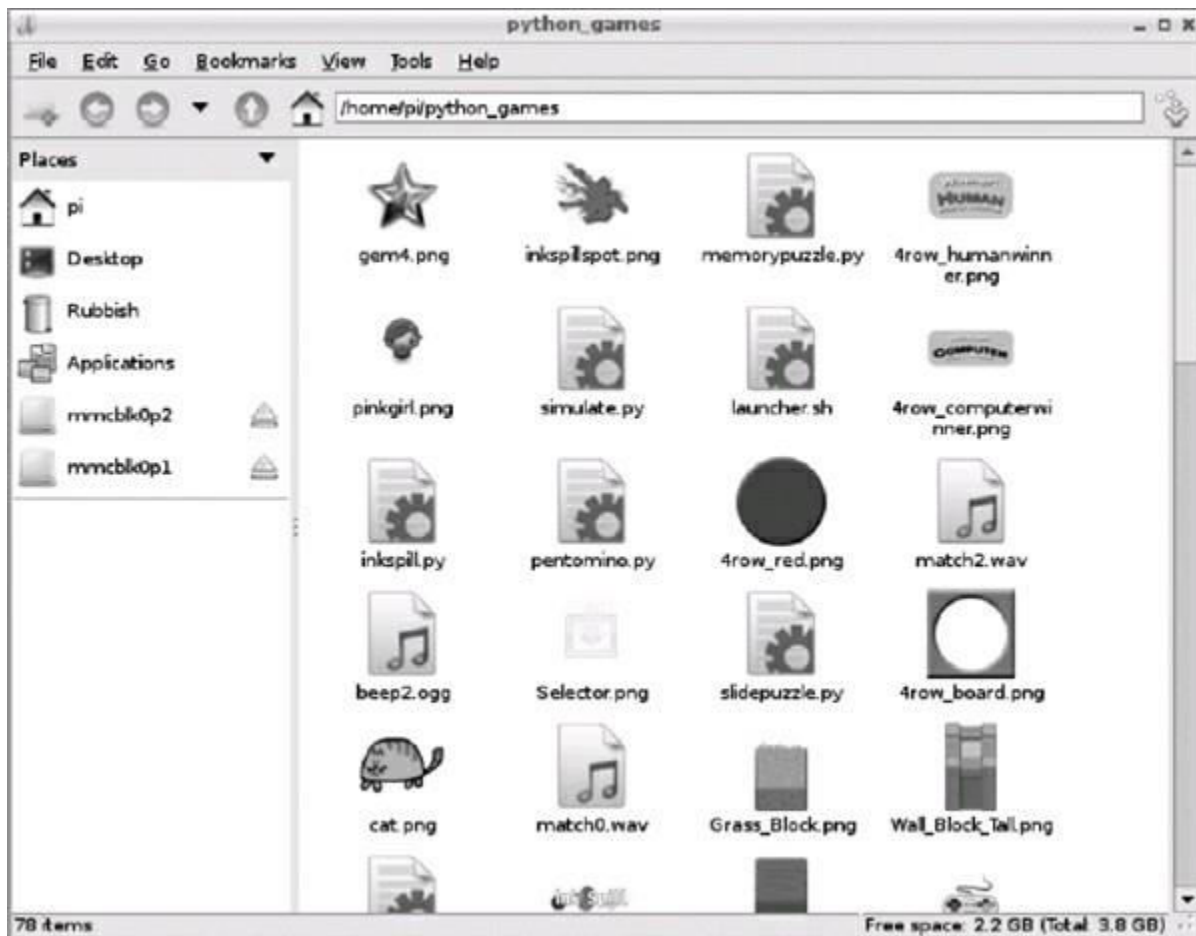 python_games
File Edit Go Bookmarks View Tools Help
/home/pi/python_games
Places
pi
Desktop
Rubbish
Applications
mmcblk0p2
mmcblk0p1
HUMAN
gem4.png inkspillspot.png memorypuzzle.py 4row_humanwinn
er.png
COMPUTER
pinkgirl.png simulate.py launcher.sh 4row_computerwi
nner.png
inkspill.py pentomino.py 4row_red.png match2.wav
beep2.ogg Selector.png slidepuzzle.py 4row_board.png
cat.png match0.wav Grass_Block.png Wall_Block_Tall.png
78 items Free space: 2.2 GB (Total: 3.8 GB)